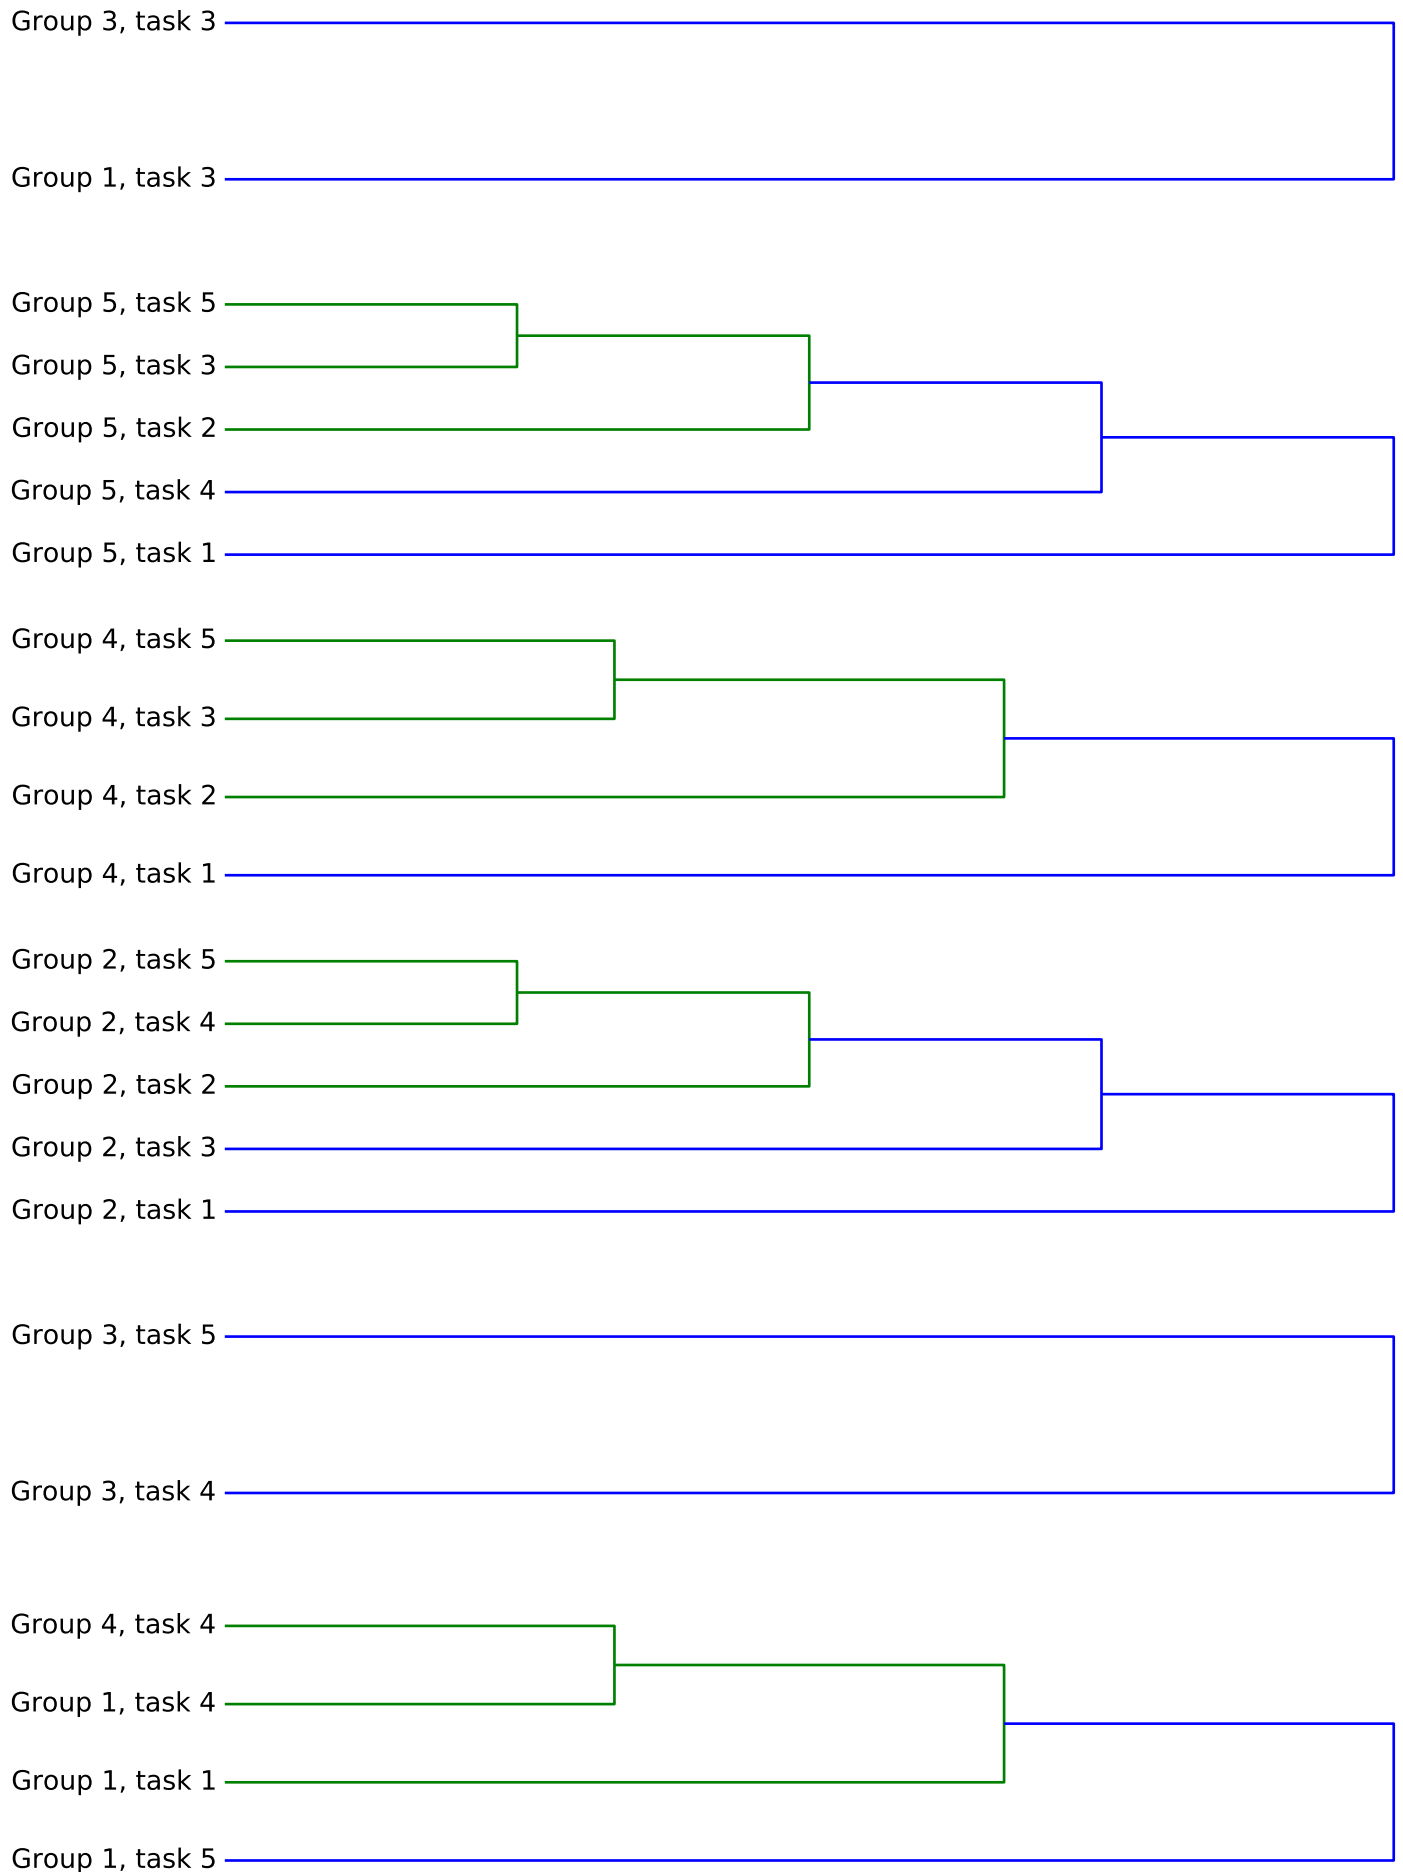 Group 3, task 3
Group 1, task 3
Group 5, task 5
Group 5, task 3
Group 5, task 2
Group 5, task 4
Group 5, task 1
Group 4, task 5
Group 4, task 3
Group 4, task 2
Group 4, task 1
Group 2, task 5
Group 2, task 4
Group 2, task 2
Group 2, task 3
Group 2, task 1
Group 3, task 5
Group 3, task 4
Group 4, task 4
Group 1, task 4
Group 1, task 1
Group 1, task 5